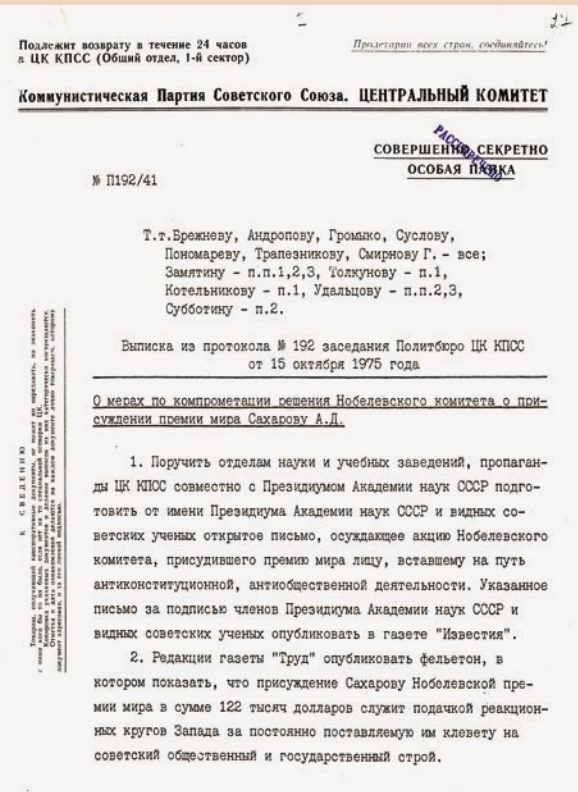 Подлежит возврату в течение 24 часов
в ЦК КПСС (Общий отдел, 1-й сектор)
Пролетарии всех стран, соединяйтесь!
Коммунистическая Партия Советского Союза. ЦЕНТРАЛЬНЫЙ КОМИТЕТ
СОВЕРШЕННО СЕКРЕТНО
ОСОБАЯ ПАПКА
РАССЕКРЕЧЕНО
№ П192/41
Т.т.Брежневу, Андропову, Громыко, Суслову,
Пономареву, Трапезникову, Смирнову Г. - все;
Замятину - п.п.1,2,3, Толкунову - п.1,
Котельникову - п.1, Удальцову - п.п.2,3,
Субботину - п.2.
Выписка из протокола № 192 заседания Политбюро ЦК КПСС
от 15 октября 1975 года
О мерах по компрометации решения Нобелевского комитета о при-
суждении премии мира Сахарову А.Д.
1. Поручить отделам науки и учебных заведений, пропаган-
ды ЦК КПСС совместно с Президиумом Академии наук СССР подго-
товить от имени Президиума Академии наук СССР и видных со-
ветских ученых открытое письмо, осуждающее акцию Нобелевского
комитета, присудившего премию мира лицу, вставшему на путь
антиконституционной, антиобщественной деятельности. Указанное
письмо за подписью членов Президиума Академии наук СССР и
видных советских ученых опубликовать в газете "Известия".
2. Редакции газеты "Труд" опубликовать фельетон, в
котором показать, что присуждение Сахарову Нобелевской пре-
мии мира в сумме 122 тысяч долларов служит подачкой реакцион-
ных кругов Запада за постоянно поставляемую им клевету на
советский общественный и государственный строй.
К СВЕДЕНИЮ